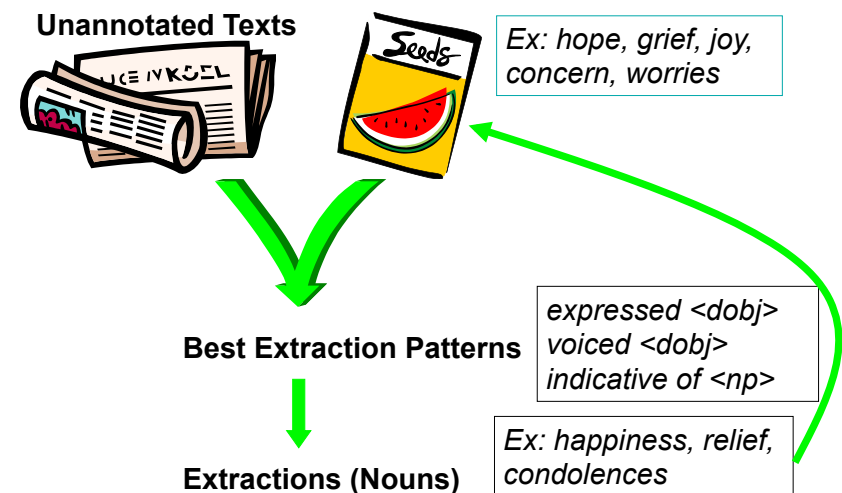 Unannotated Texts
Seeds
Ex: hope, grief, joy,
concern, worries
Best Extraction Patterns
expressed <dobj>
voiced <dobj>
indicative of <np>
Extractions (Nouns)
Ex: happiness, relief,
condolences